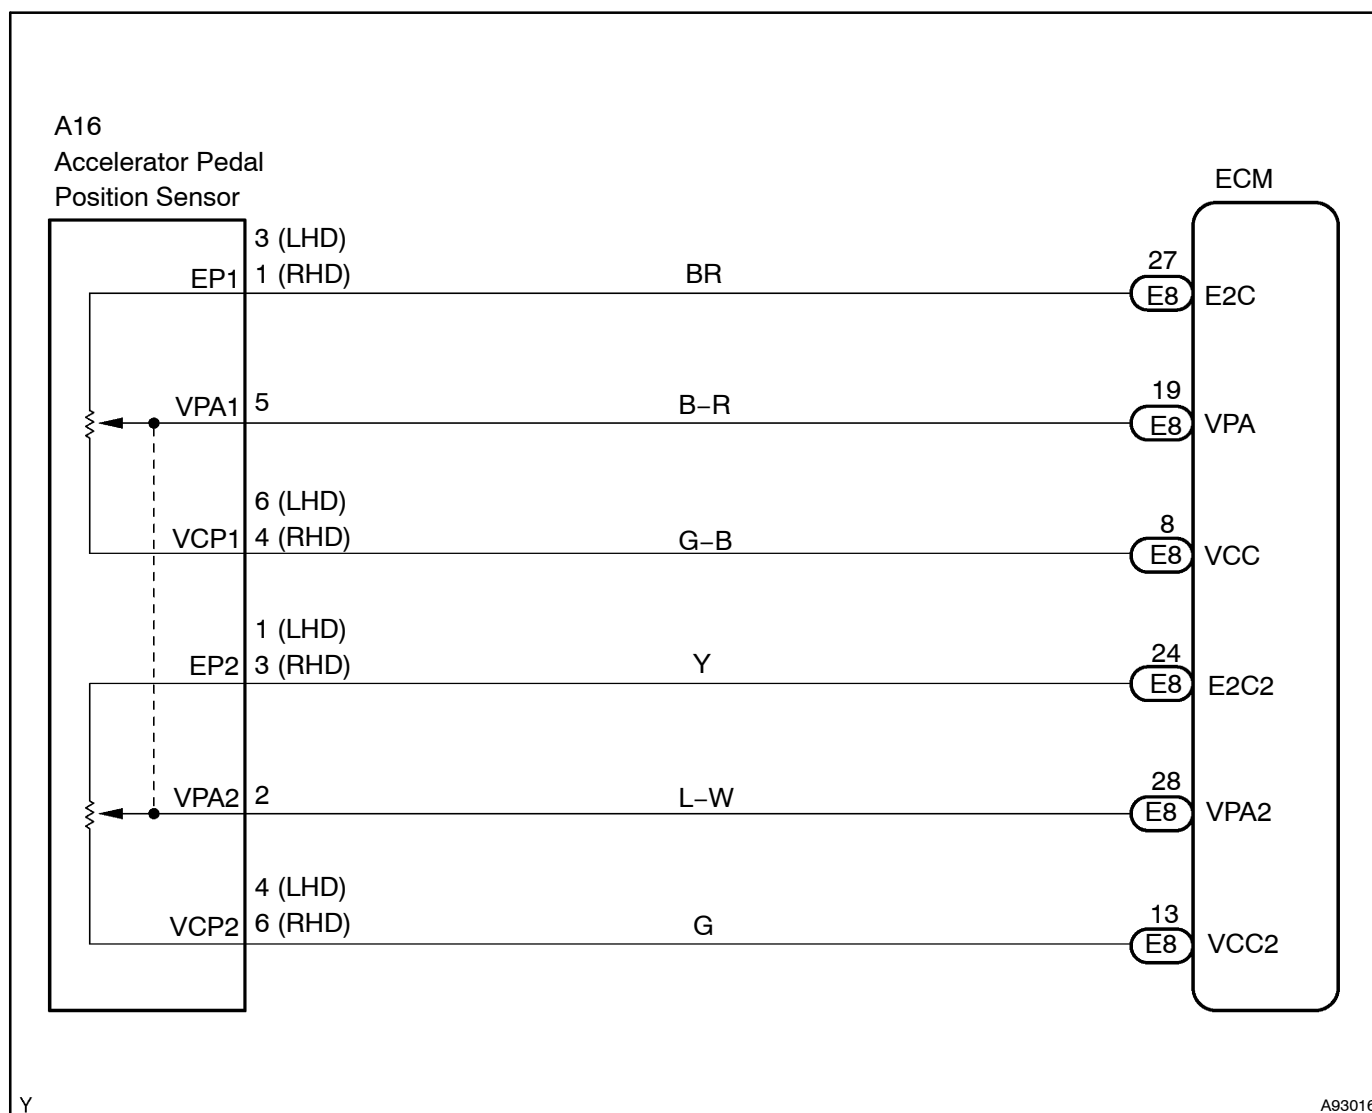 A16
Accelerator Pedal
Position Sensor
ECM
3 (LHD)
EP1 1 (RHD)
BR
27
E8 E2C
VPA1 5
B–R
19
E8 VPA
6 (LHD)
VCP1 4 (RHD)
G–B
8
E8 VCC
1 (LHD)
EP2 3 (RHD)
Y
24
E8 E2C2
VPA2 2
L–W
28
E8 VPA2
4 (LHD)
VCP2 6 (RHD)
G
13
E8 VCC2
Y
A93016